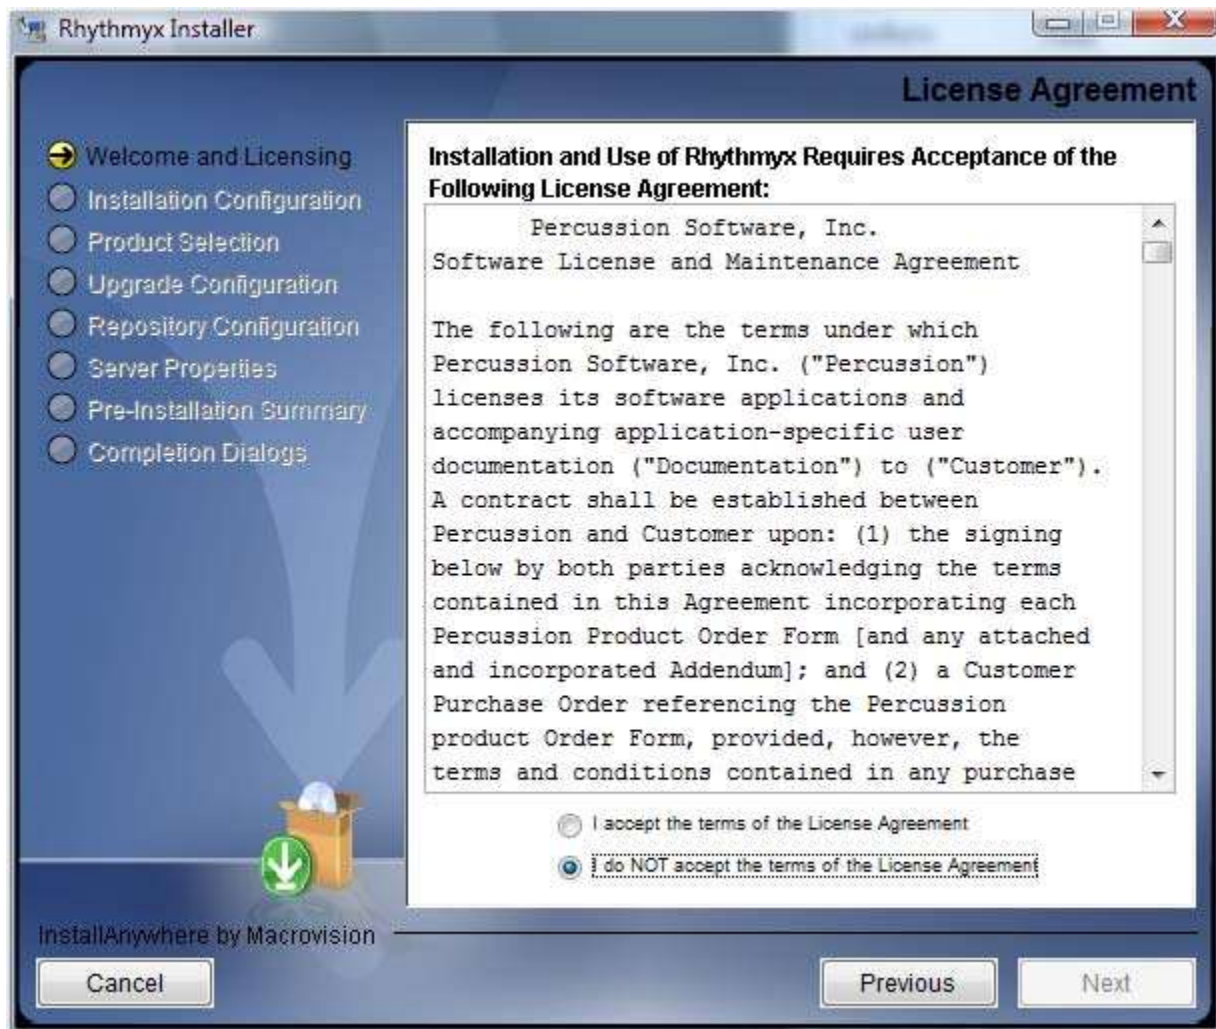 Rhythmyx Installer
License Agreement
Welcome and Licensing
Installation Configuration
Product Selection
Upgrade Configuration
Repository Configuration
Server Properties
Pre-Installation Summary
Completion Dialogs
Installation and Use of Rhythmyx Requires Acceptance of the
Following License Agreement:
Percussion Software, Inc.
Software License and Maintenance Agreement
The following are the terms under which
Percussion Software, Inc. ("Percussion")
licenses its software applications and
accompanying application-specific user
documentation ("Documentation") to ("Customer").
A contract shall be established between
Percussion and Customer upon: (1) the signing
below by both parties acknowledging the terms
contained in this Agreement incorporating each
Percussion Product Order Form [and any attached
and incorporated Addendum]; and (2) a Customer
Purchase Order referencing the Percussion
product Order Form, provided, however, the
terms and conditions contained in any purchase
I accept the terms of the License Agreement
I do NOT accept the terms of the License Agreement
InstallAnywhere by Macrovision
Cancel
Previous
Next